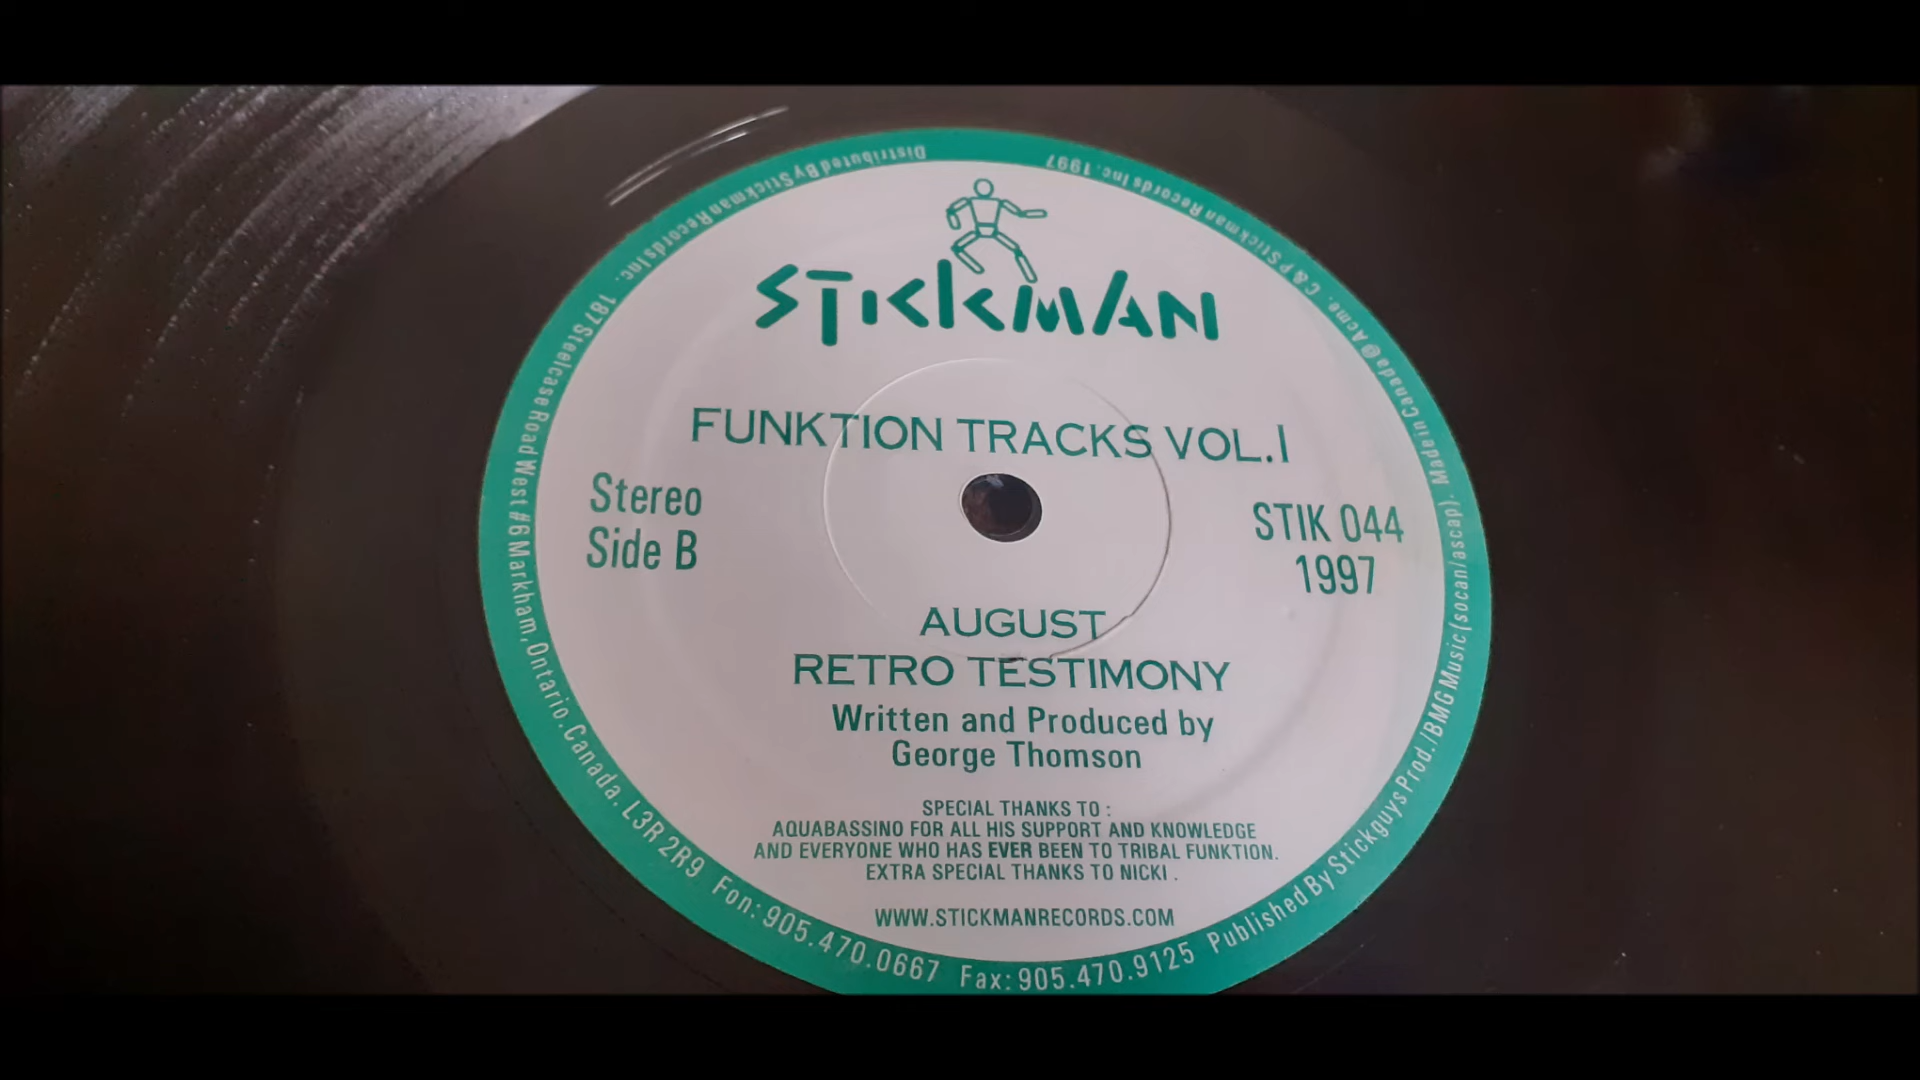 STICKMAN
FUNKTION TRACKS VOL.I
Stereo
Side B
STIK 044
1997
AUGUST
RETRO TESTIMONY
Written and Produced by
George Thomson
SPECIAL THANKS TO :
AQUABASSINO FOR ALL HIS SUPPORT AND KNOWLEDGE
AND EVERYONE WHO HAS EVER BEEN TO TRIBAL FUNKTION.
EXTRA SPECIAL THANKS TO NICKI .
WWW.STICKMANRECORDS.COM
Distributed By Stickman Records Inc. 187 Steelcase Road West #6 Markham, Ontario. Canada. L3R 2R9 Fon: 905.470.0667 Fax: 905.470.9125 Published By Stickguys Prod./BMG Music (socan/ascap). Made in Canada @ Acme. C & P Stickman Records Inc. 1997